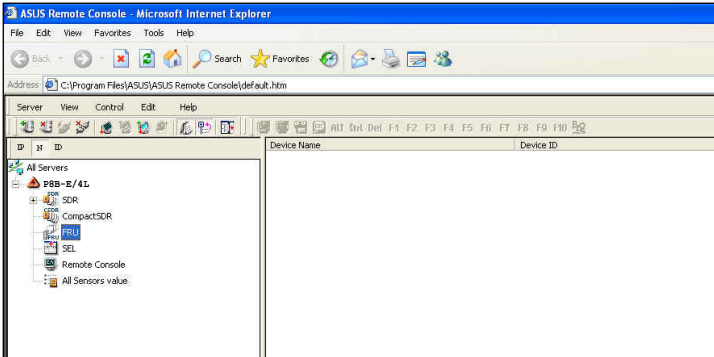 ASUS Remote Console - Microsoft Internet Explorer
File Edit View Favorites Tools Help
Back Search Favorites
Address C:\Program Files\ASUS\ASUS Remote Console\default.htm
Server View Control Edit Help
ALT Ctrl Del F1 F2 F3 F4 F5 F6 F7 F8 F9 F10
IP N ID Device Name Device ID
All Servers
P8B-E/4L
SDR SDR
CSDR CompactSDR
FRU FRU
SEL
Remote Console
All Sensors value